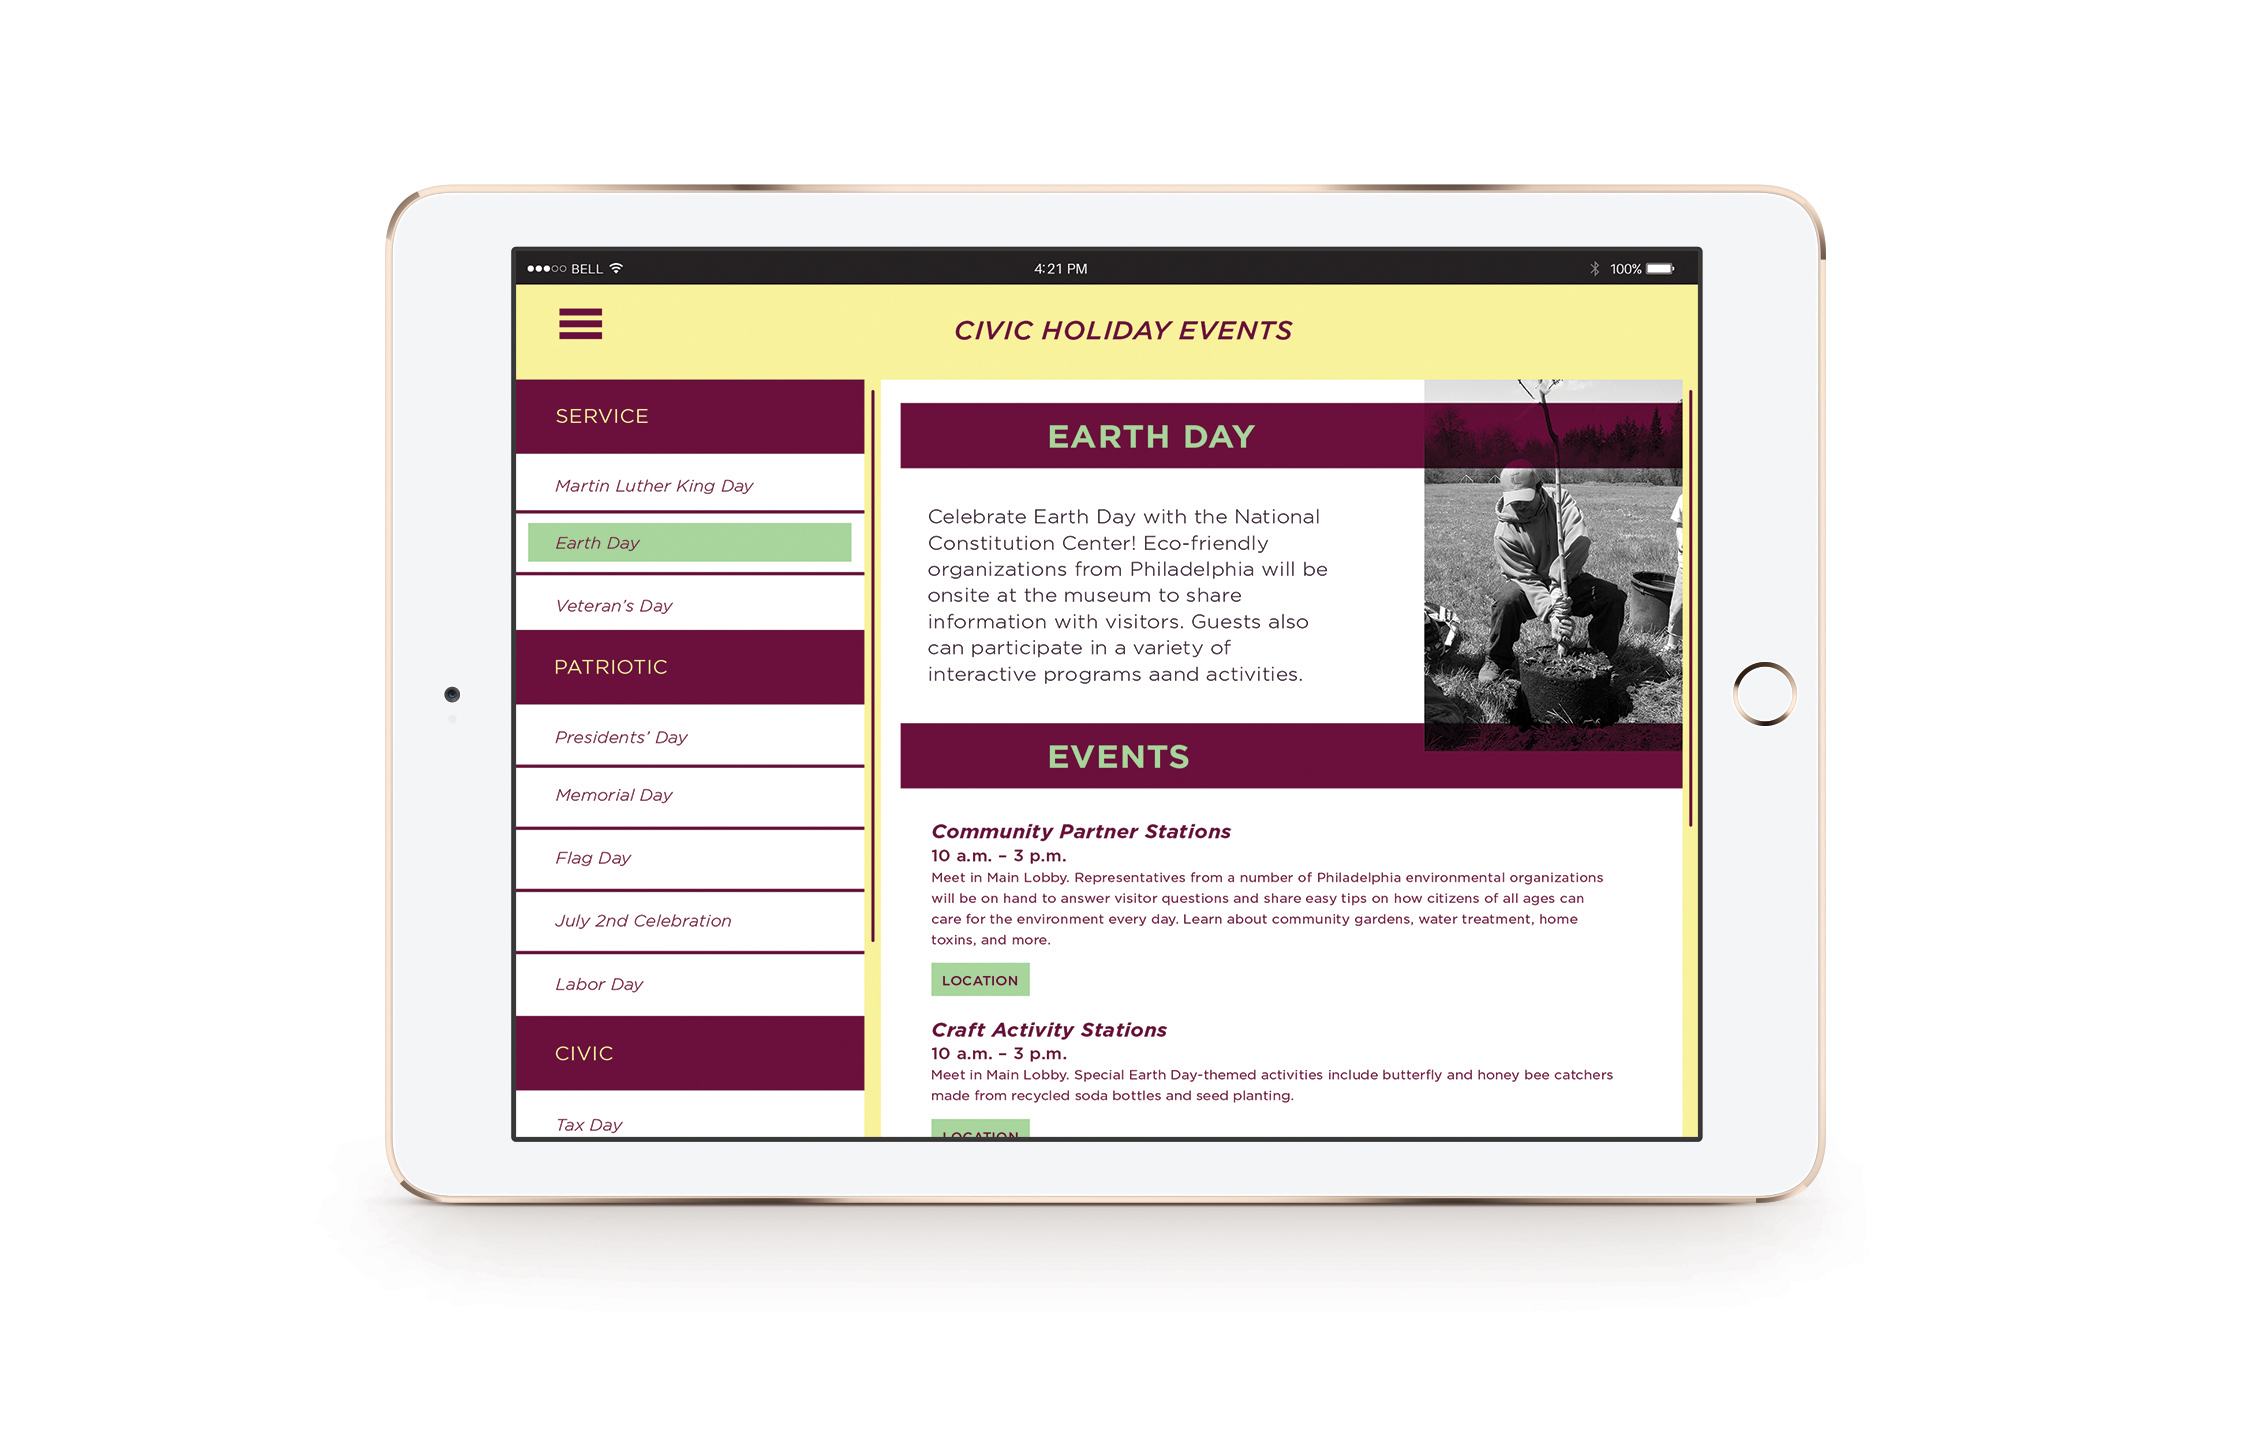 BELL
4:21 PM
100%
CIVIC HOLIDAY EVENTS
SERVICE
Martin Luther King Day
Earth Day
Veteran's Day
PATRIOTIC
Presidents' Day
Memorial Day
Flag Day
July 2nd Celebration
Labor Day
CIVIC
Tax Day
EARTH DAY
Celebrate Earth Day with the National
Constitution Center! Eco-friendly
organizations from Philadelphia will be
onsite at the museum to share
information with visitors. Guests also
can participate in a variety of
interactive programs aand activities.
EVENTS
Community Partner Stations
10 a.m. – 3 p.m.
Meet in Main Lobby. Representatives from a number of Philadelphia environmental organizations
will be on hand to answer visitor questions and share easy tips on how citizens of all ages can
care for the environment every day. Learn about community gardens, water treatment, home
toxins, and more.
LOCATION
Craft Activity Stations
10 a.m. – 3 p.m.
Meet in Main Lobby. Special Earth Day-themed activities include butterfly and honey bee catchers
made from recycled soda bottles and seed planting.
LOCATION